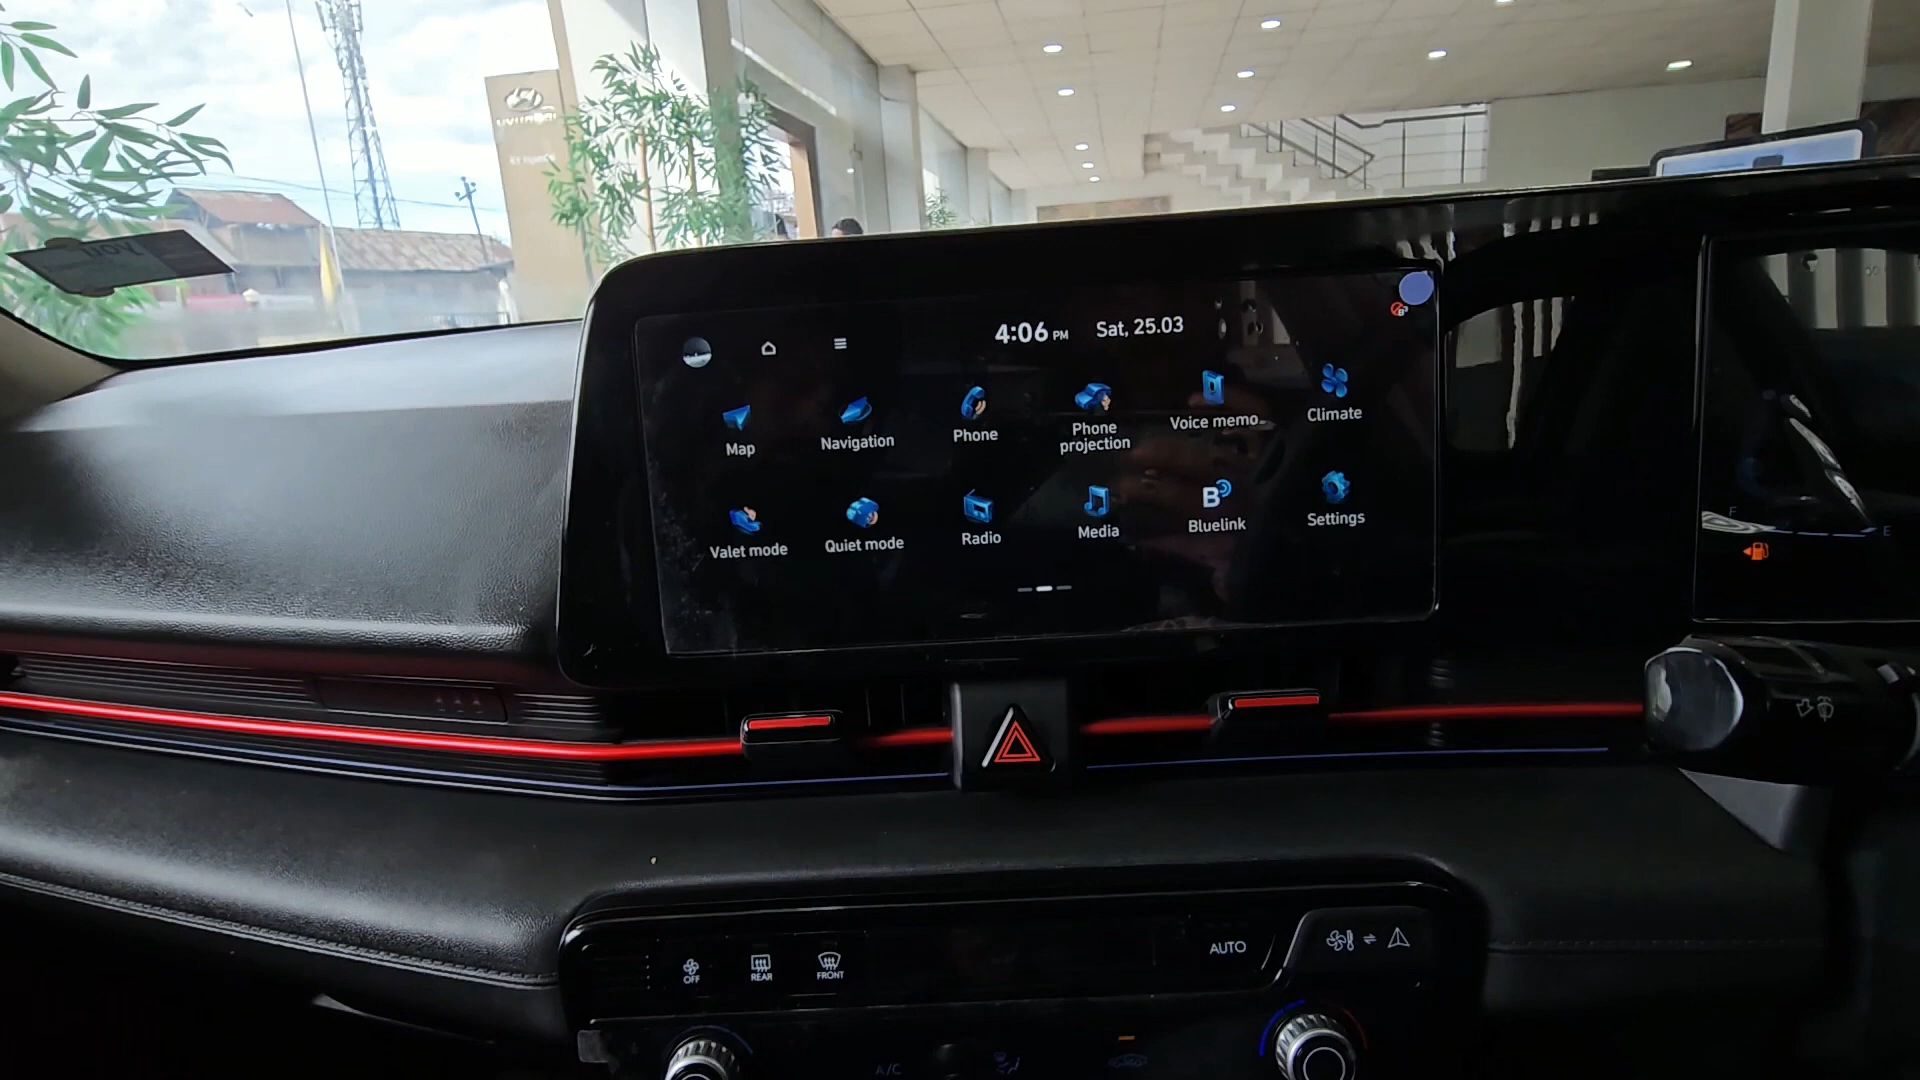 4:06 PM
Sat, 25.03
Map
Navigation
Phone
Phone
projection
Voice memo
Climate
Valet mode
Quiet mode
Radio
Media
B
Bluelink
Settings
F
E
OFF
REAR
FRONT
AUTO
A/C